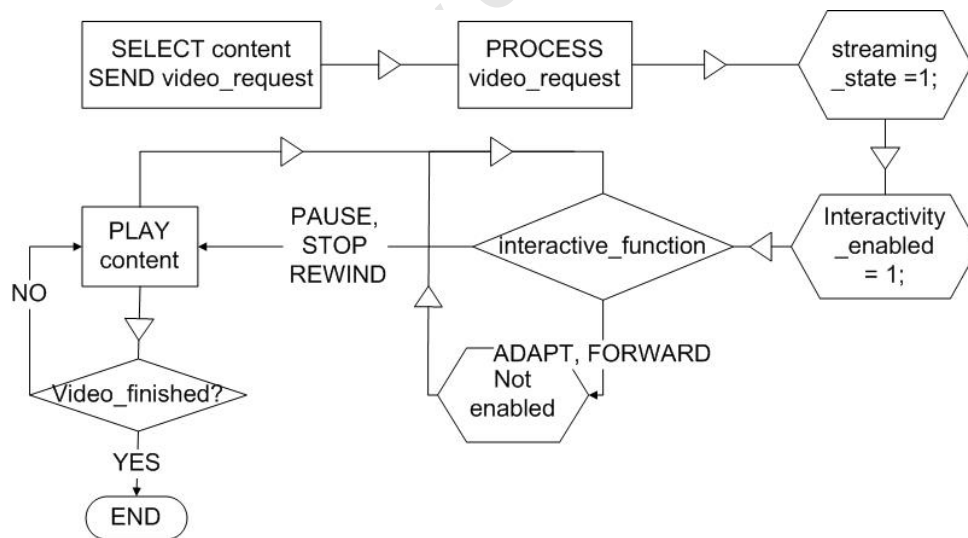 SELECT content
SEND video_request
PROCESS
video_request
streaming
_state =1;
Interactivity
_enabled
= 1;
interactive_function
PAUSE,
STOP
REWIND
PLAY
content
NO
ADAPT, FORWARD
Not
enabled
Video_finished?
YES
END